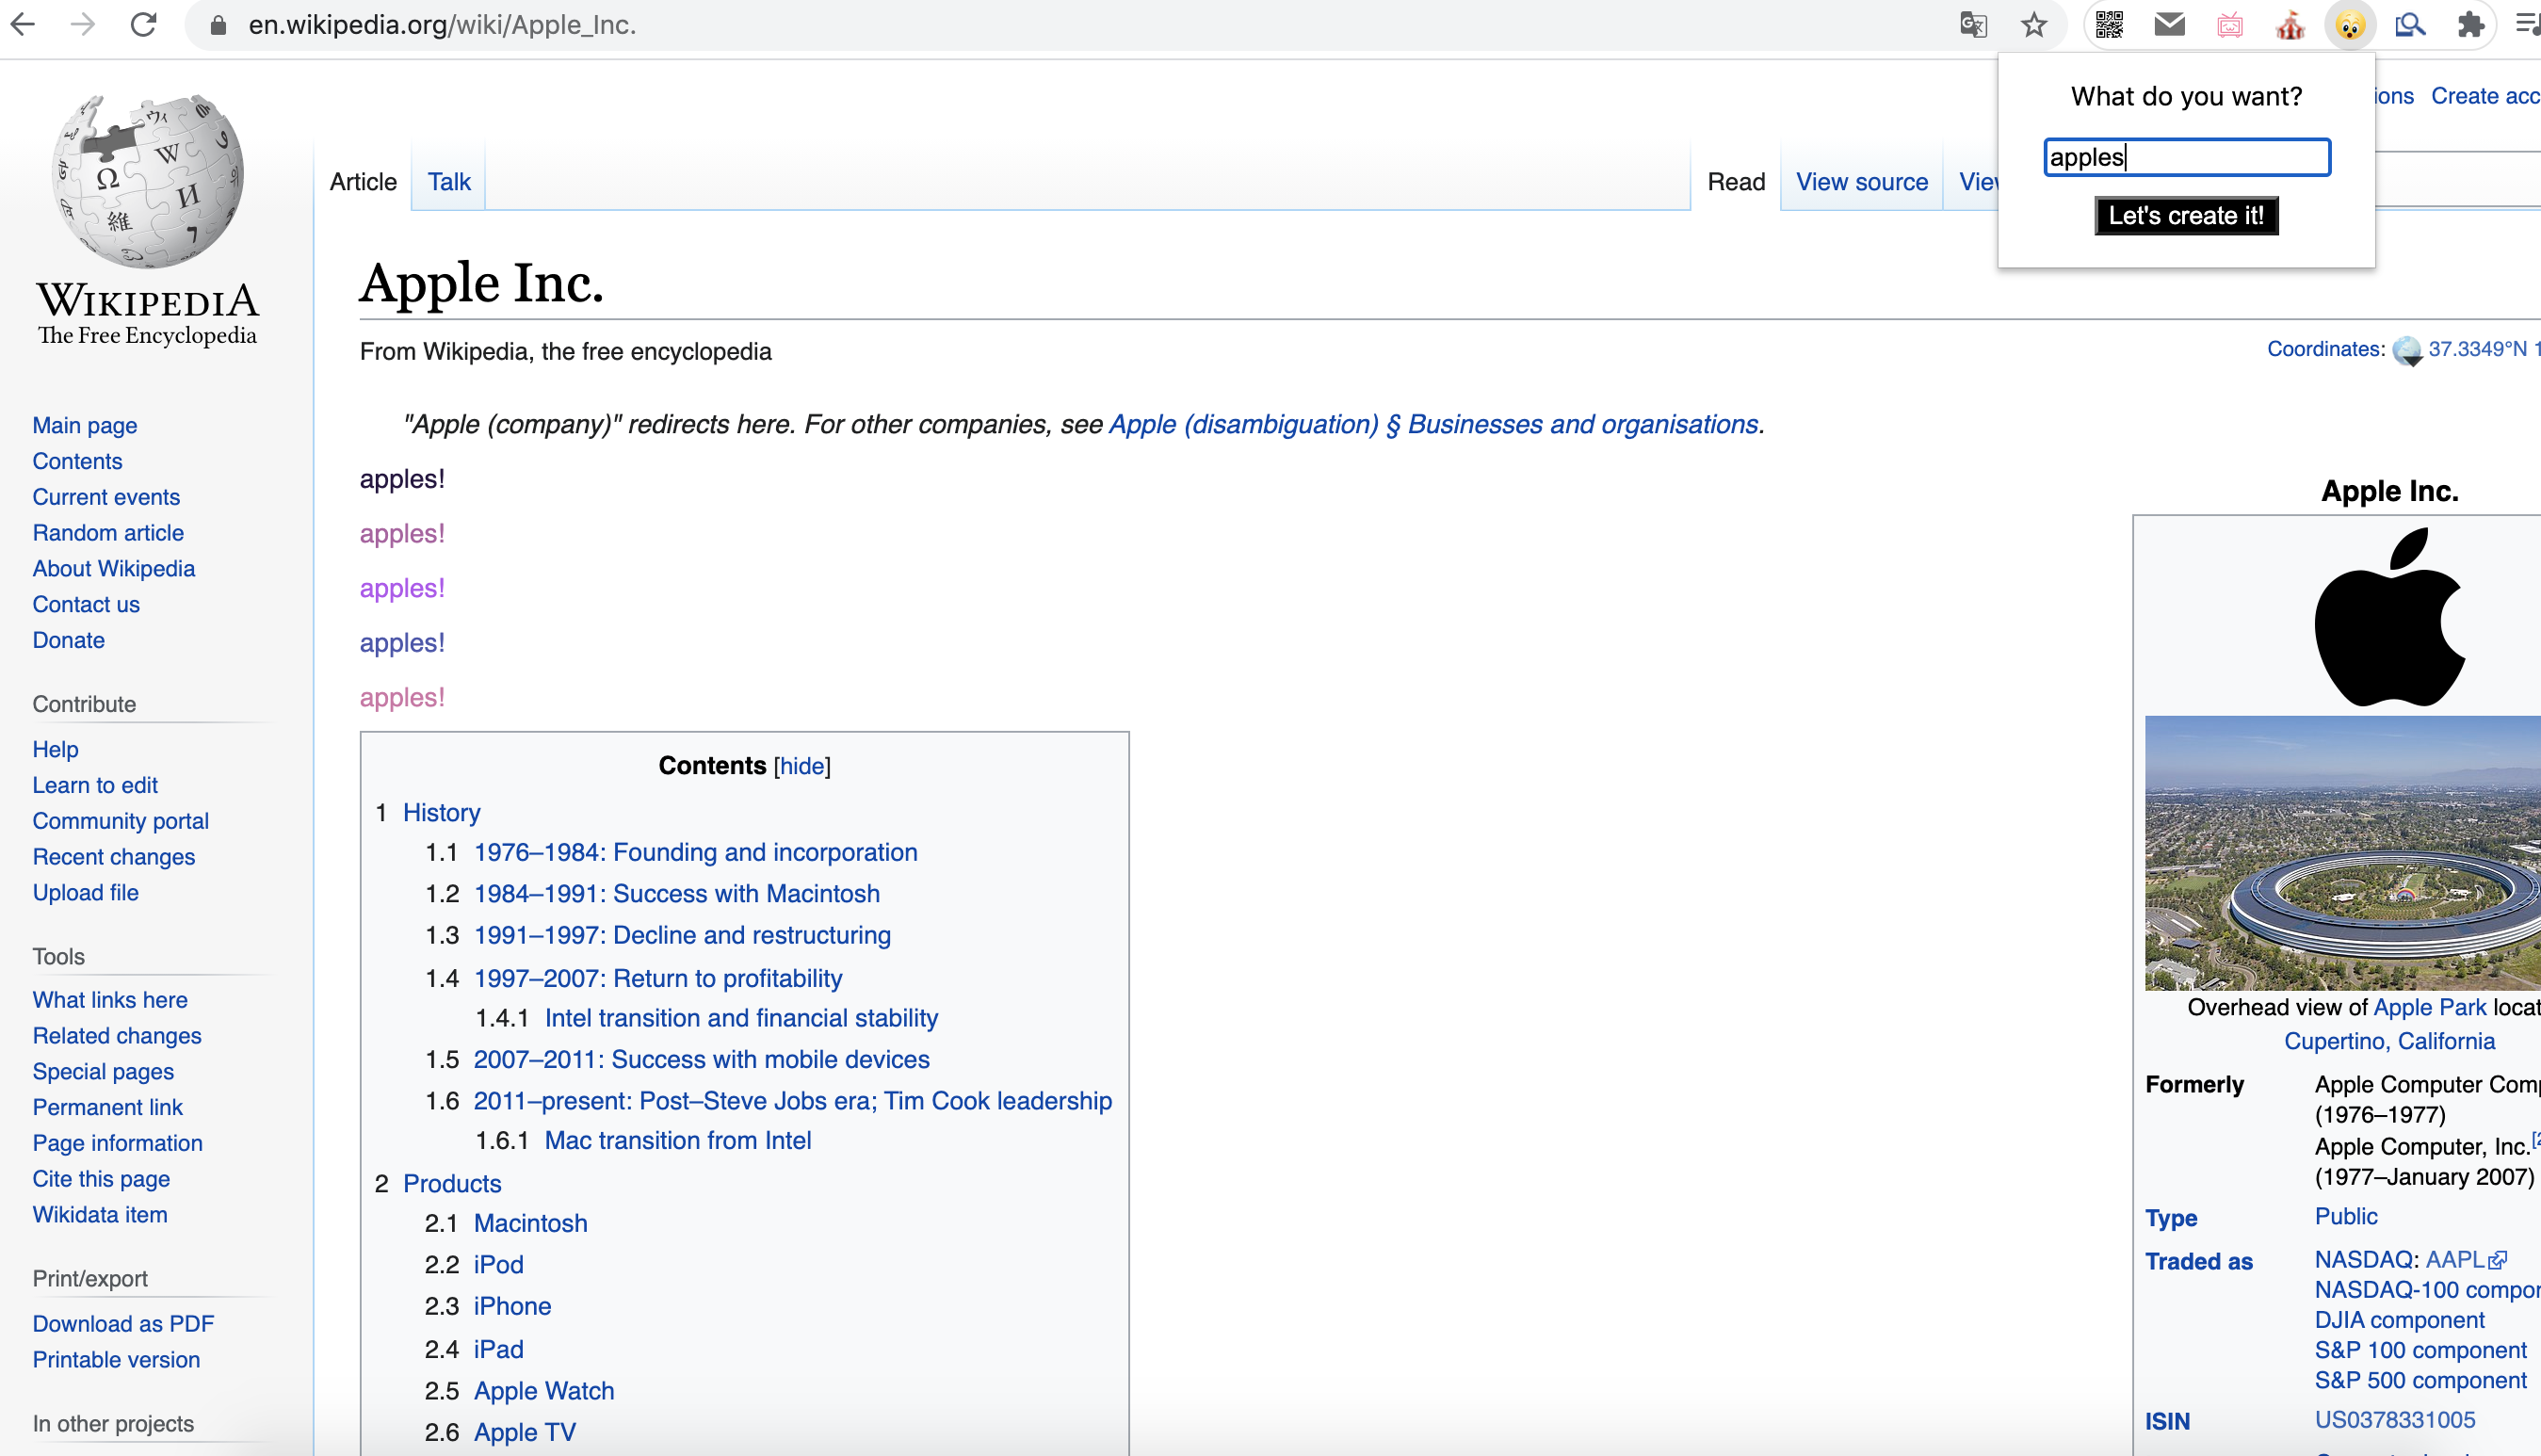 en.wikipedia.org/wiki/Apple_Inc.
What do you want?
apples
Let's create it!
ions Create acc
WIKIPEDIA
The Free Encyclopedia
Article Talk Read View source View
Apple Inc.
From Wikipedia, the free encyclopedia
Coordinates: 37.3349°N 1
"Apple (company)" redirects here. For other companies, see Apple (disambiguation) § Businesses and organisations.
apples!
apples!
apples!
apples!
apples!
Main page
Contents
Current events
Random article
About Wikipedia
Contact us
Donate
Contribute
Help
Learn to edit
Community portal
Recent changes
Upload file
Tools
What links here
Related changes
Special pages
Permanent link
Page information
Cite this page
Wikidata item
Print/export
Download as PDF
Printable version
In other projects
Contents [hide]
1 History
1.1 1976–1984: Founding and incorporation
1.2 1984–1991: Success with Macintosh
1.3 1991–1997: Decline and restructuring
1.4 1997–2007: Return to profitability
1.4.1 Intel transition and financial stability
1.5 2007–2011: Success with mobile devices
1.6 2011–present: Post–Steve Jobs era; Tim Cook leadership
1.6.1 Mac transition from Intel
2 Products
2.1 Macintosh
2.2 iPod
2.3 iPhone
2.4 iPad
2.5 Apple Watch
2.6 Apple TV
Apple Inc.
Overhead view of Apple Park locat
Cupertino, California
Formerly Apple Computer Comp
(1976–1977)
Apple Computer, Inc.[2
(1977–January 2007)
Type Public
Traded as NASDAQ: AAPL
NASDAQ-100 compor
DJIA component
S&P 100 component
S&P 500 component
ISIN US0378331005